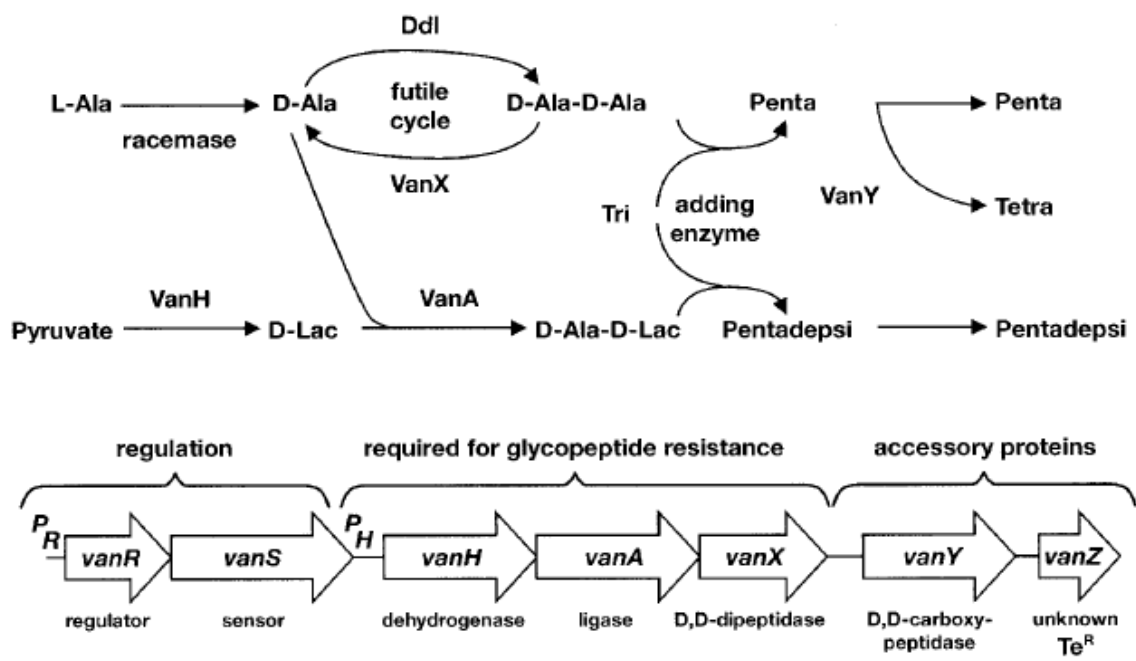 Ddl
L-Ala
D-Ala
futile
cycle
D-Ala-D-Ala
Penta
Penta
racemase
VanX
VanY
Tri
adding
enzyme
Tetra
VanH
VanA
Pyruvate
D-Lac
D-Ala-D-Lac
Pentadepsi
Pentadepsi
regulation
required for glycopeptide resistance
accessory proteins
PR
vanR
vanS
PH
vanH
vanA
vanX
vanY
vanZ
regulator
sensor
dehydrogenase
ligase
D,D-dipeptidase
D,D-carboxy-
peptidase
unknown
TeR